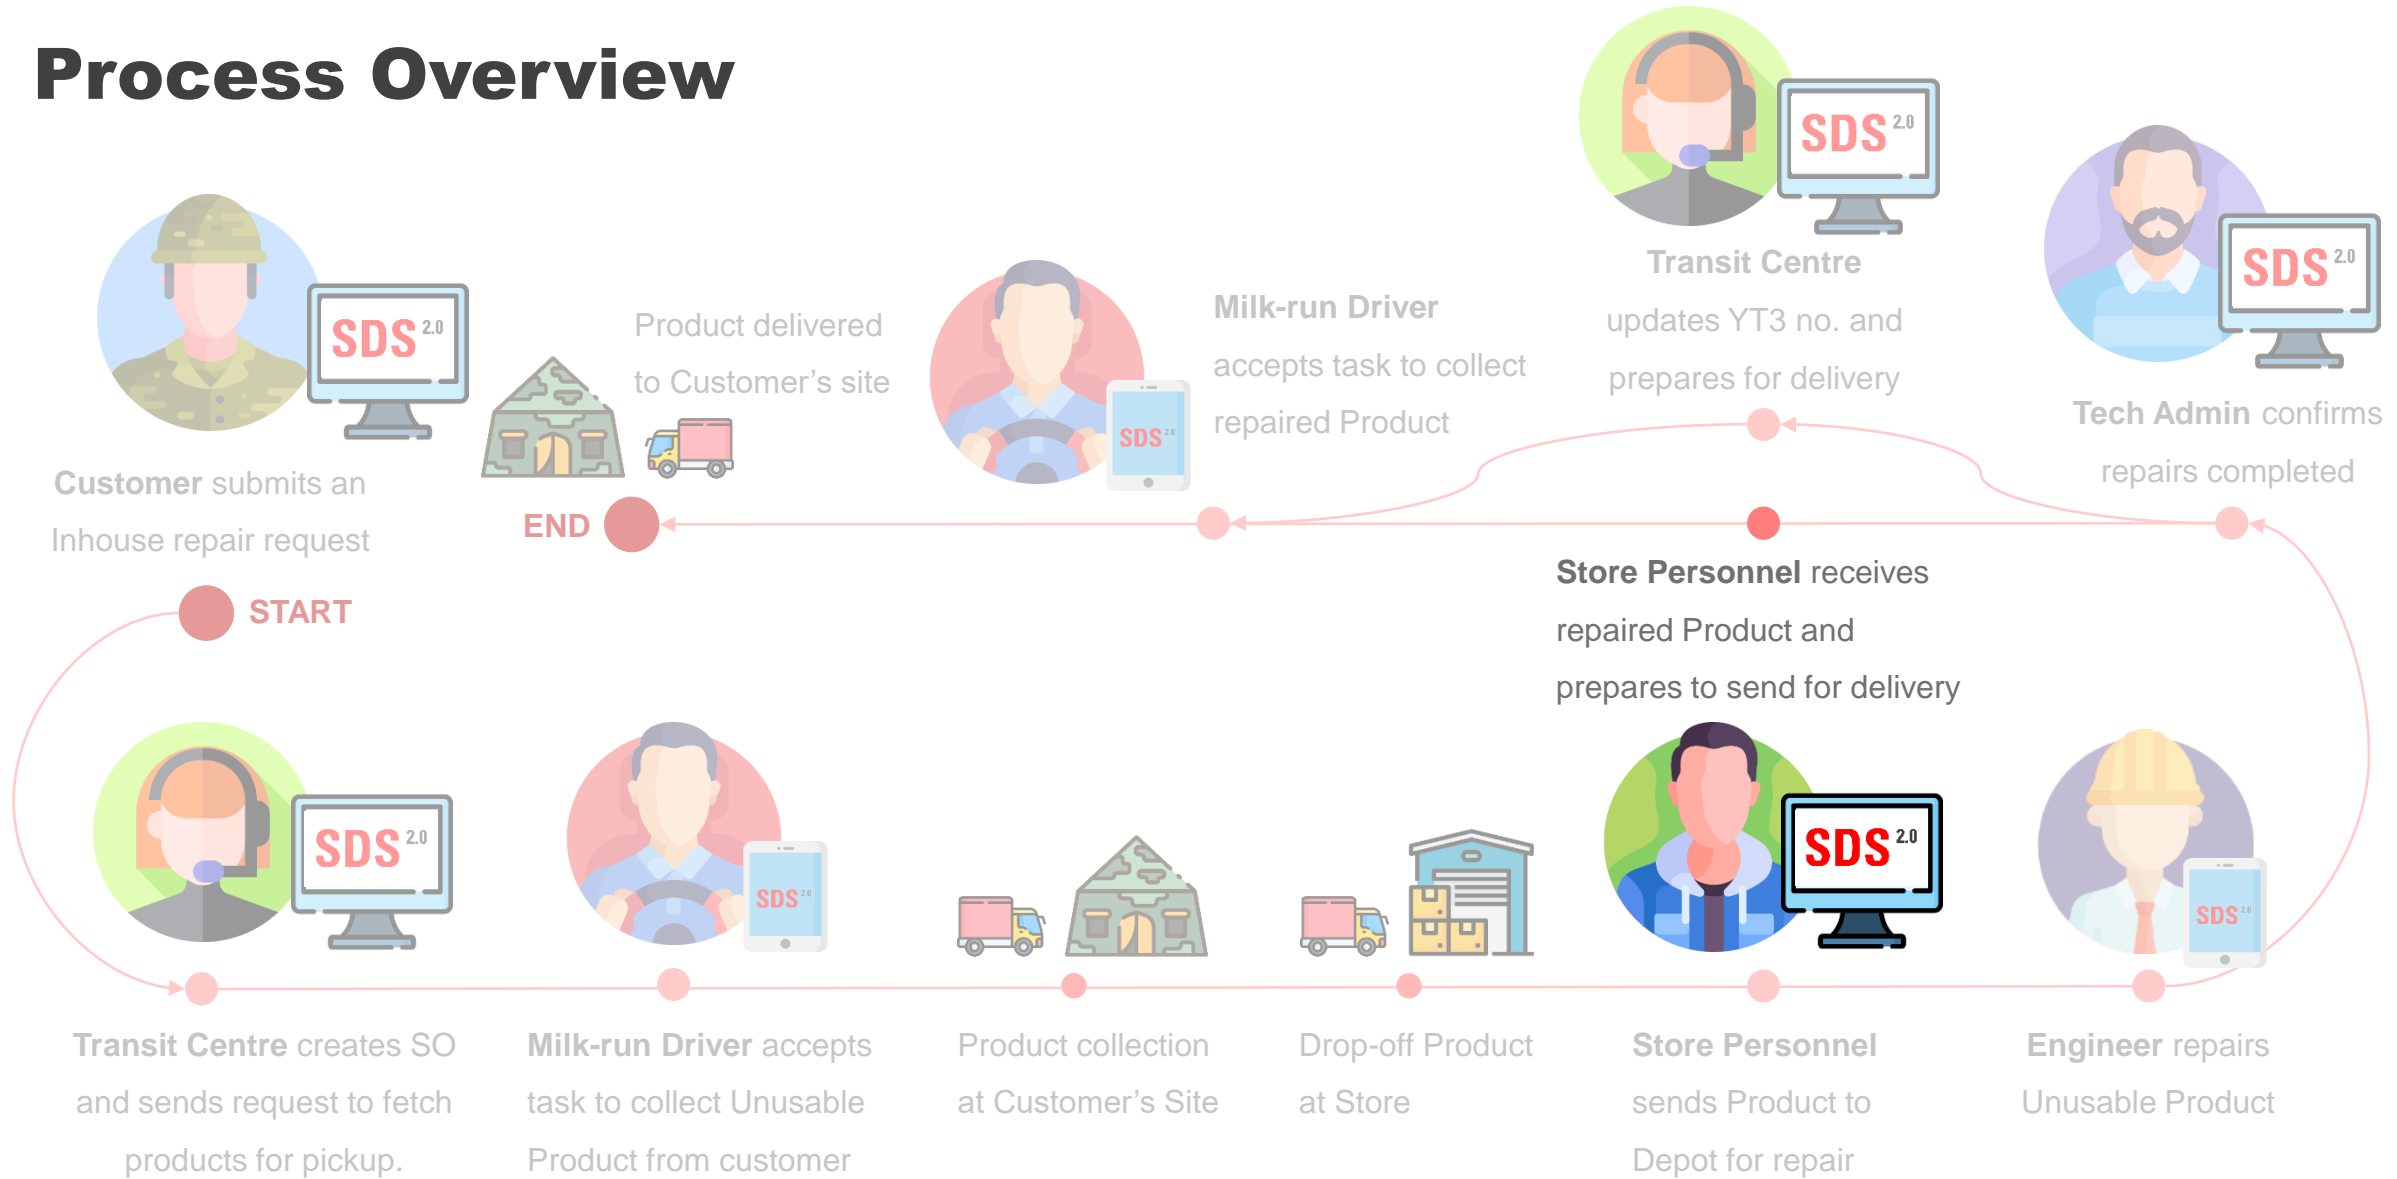 Process Overview
SDS 2.0
Customer submits an
Inhouse repair request
START
SDS 2.0
Transit Centre creates SO
and sends request to fetch
products for pickup.
SDS 2.0
Milk-run Driver accepts
task to collect Unusable
Product from customer
Product collection
at Customer’s Site
Drop-off Product
at Store
SDS 2.0
Store Personnel
sends Product to
Depot for repair
SDS 2.0
Engineer repairs
Unusable Product
SDS 2.0
Tech Admin confirms
repairs completed
SDS 2.0
Transit Centre
updates YT3 no. and
prepares for delivery
Store Personnel receives
repaired Product and
prepares to send for delivery
SDS 2.0
Milk-run Driver
accepts task to collect
repaired Product
Product delivered
to Customer’s site
END